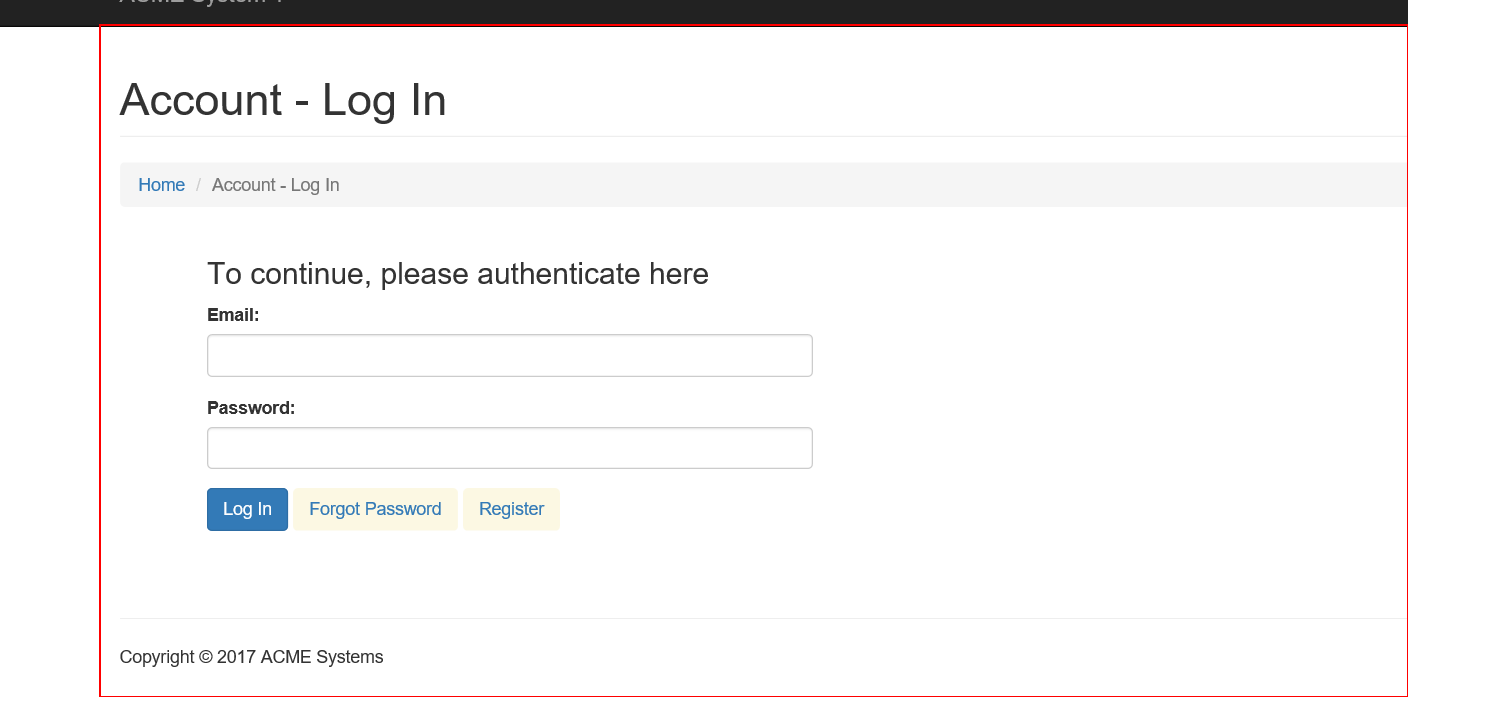 Account - Log In
Home / Account - Log In
To continue, please authenticate here
Email:
Password:
Log In Forgot Password Register
Copyright © 2017 ACME Systems